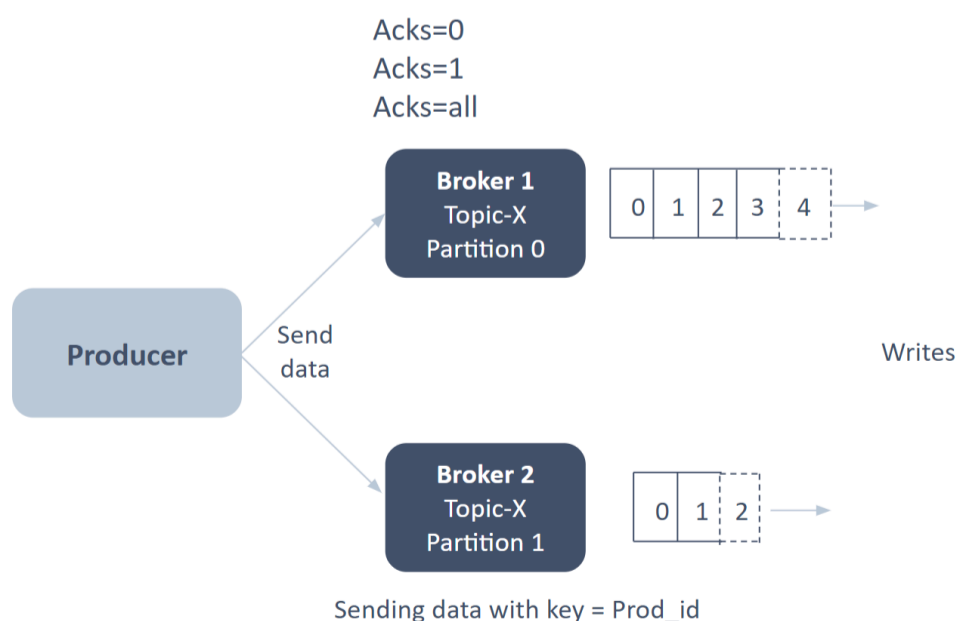 Acks=0
Acks=1
Acks=all
Broker 1
Topic-X
Partition 0
0 1 2 3 4
Producer
Send
data
Writes
Broker 2
Topic-X
Partition 1
0 1 2
Sending data with key = Prod_id